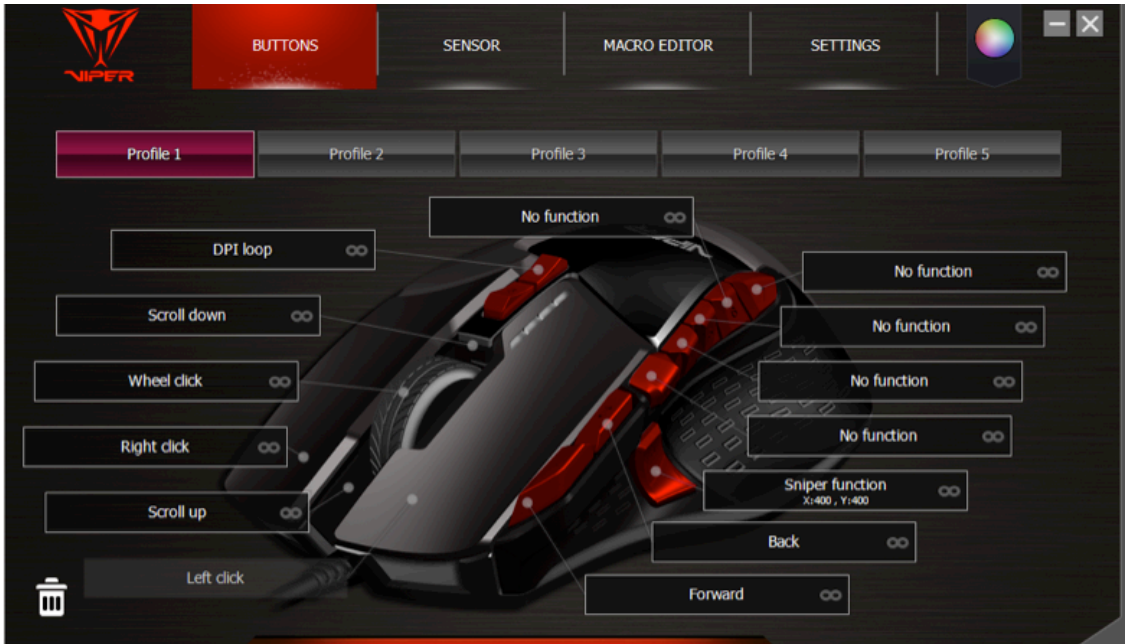 VIPER
BUTTONS
SENSOR
MACRO EDITOR
SETTINGS
Profile 1
Profile 2
Profile 3
Profile 4
Profile 5
No function
DPI loop
No function
Scroll down
No function
Wheel click
No function
Right click
No function
Sniper function
X:400 , Y:400
Scroll up
Back
Left click
Forward